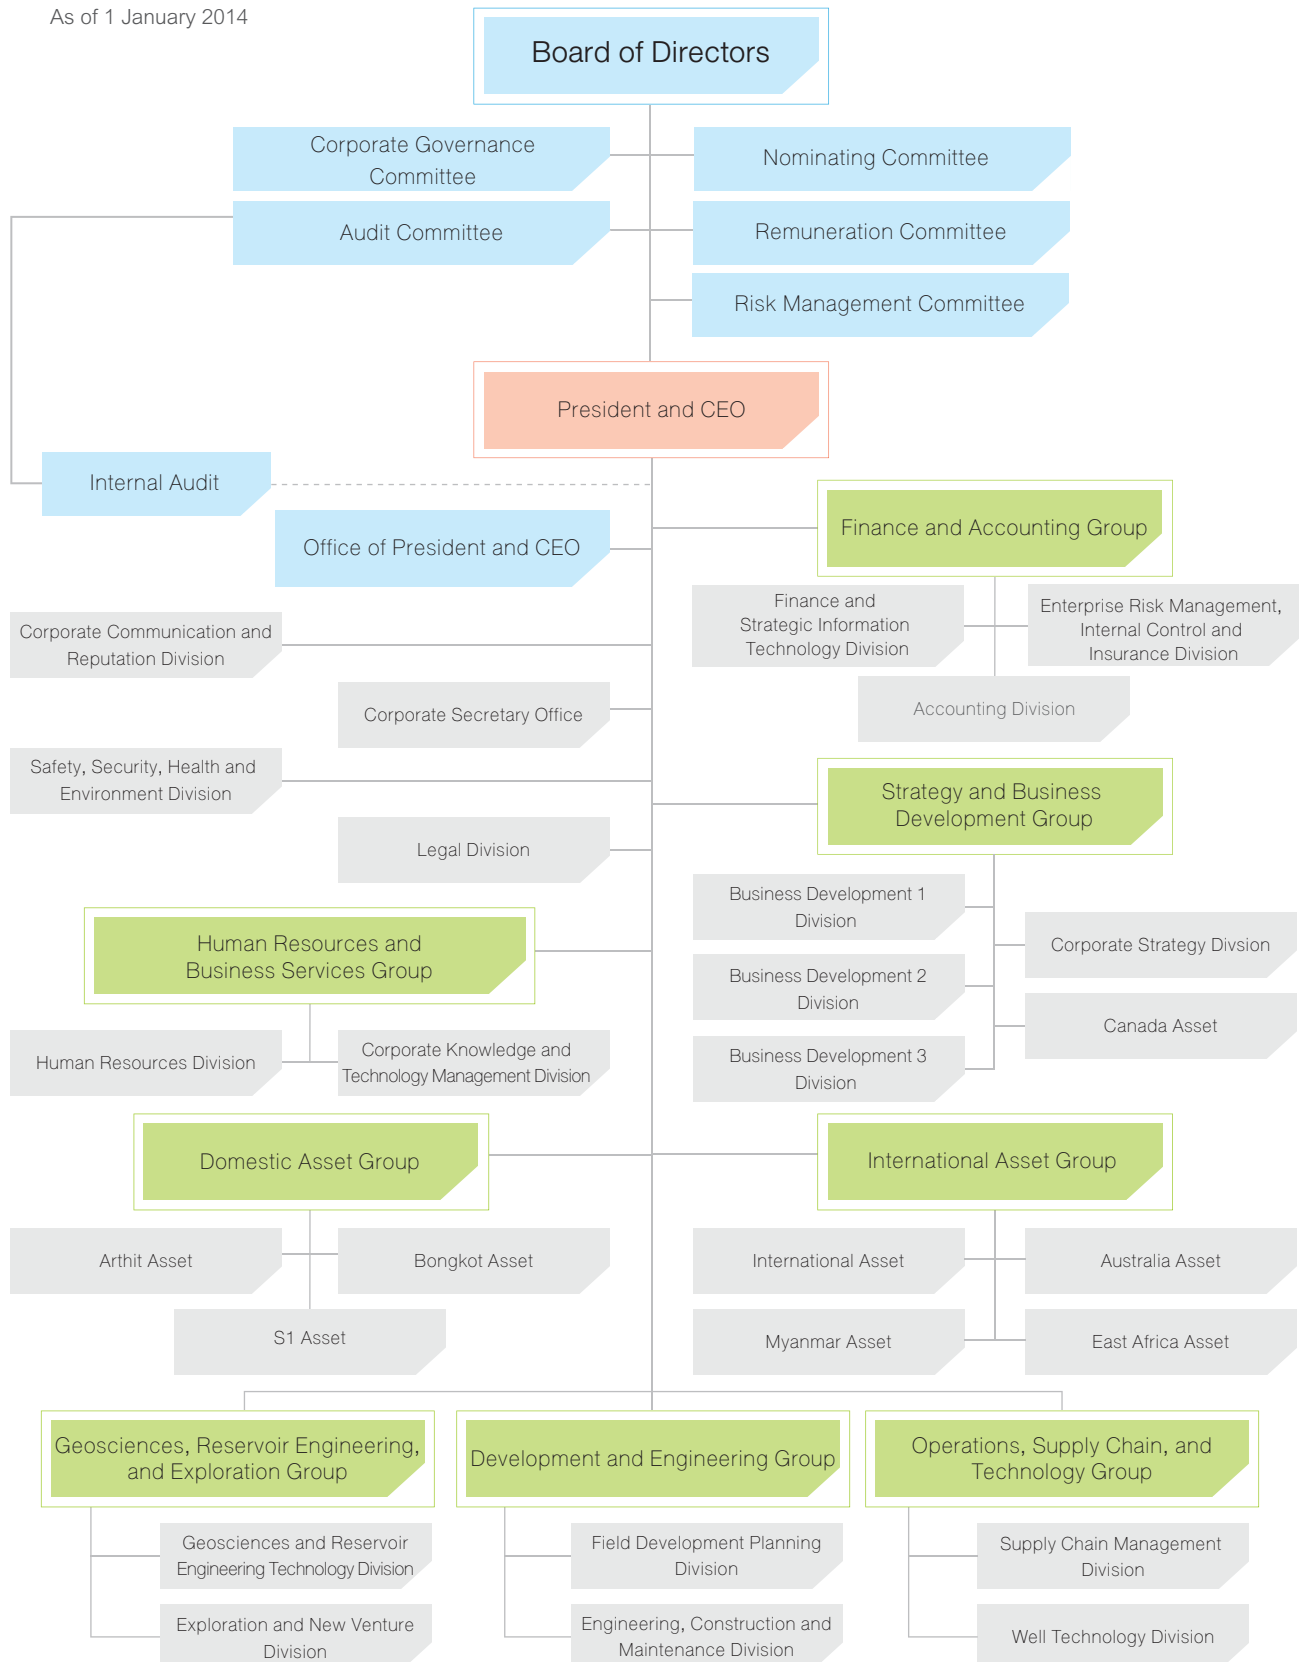 As of 1 January 2014
Board of Directors
Corporate Governance
Committee
Nominating Committee
Audit Committee
Remuneration Committee
Risk Management Committee
President and CEO
Internal Audit
Office of President and CEO
Finance and Accounting Group
Finance and
Strategic Information
Technology Division
Enterprise Risk Management,
Internal Control and
Insurance Division
Accounting Division
Corporate Communication and
Reputation Division
Corporate Secretary Office
Safety, Security, Health and
Environment Division
Legal Division
Strategy and Business
Development Group
Business Development 1
Division
Corporate Strategy Divsion
Business Development 2
Division
Canada Asset
Business Development 3
Division
Human Resources and
Business Services Group
Human Resources Division
Corporate Knowledge and
Technology Management Division
Domestic Asset Group
Arthit Asset
Bongkot Asset
S1 Asset
International Asset Group
International Asset
Australia Asset
Myanmar Asset
East Africa Asset
Geosciences, Reservoir Engineering,
and Exploration Group
Geosciences and Reservoir
Engineering Technology Division
Exploration and New Venture
Division
Development and Engineering Group
Field Development Planning
Division
Engineering, Construction and
Maintenance Division
Operations, Supply Chain, and
Technology Group
Supply Chain Management
Division
Well Technology Division